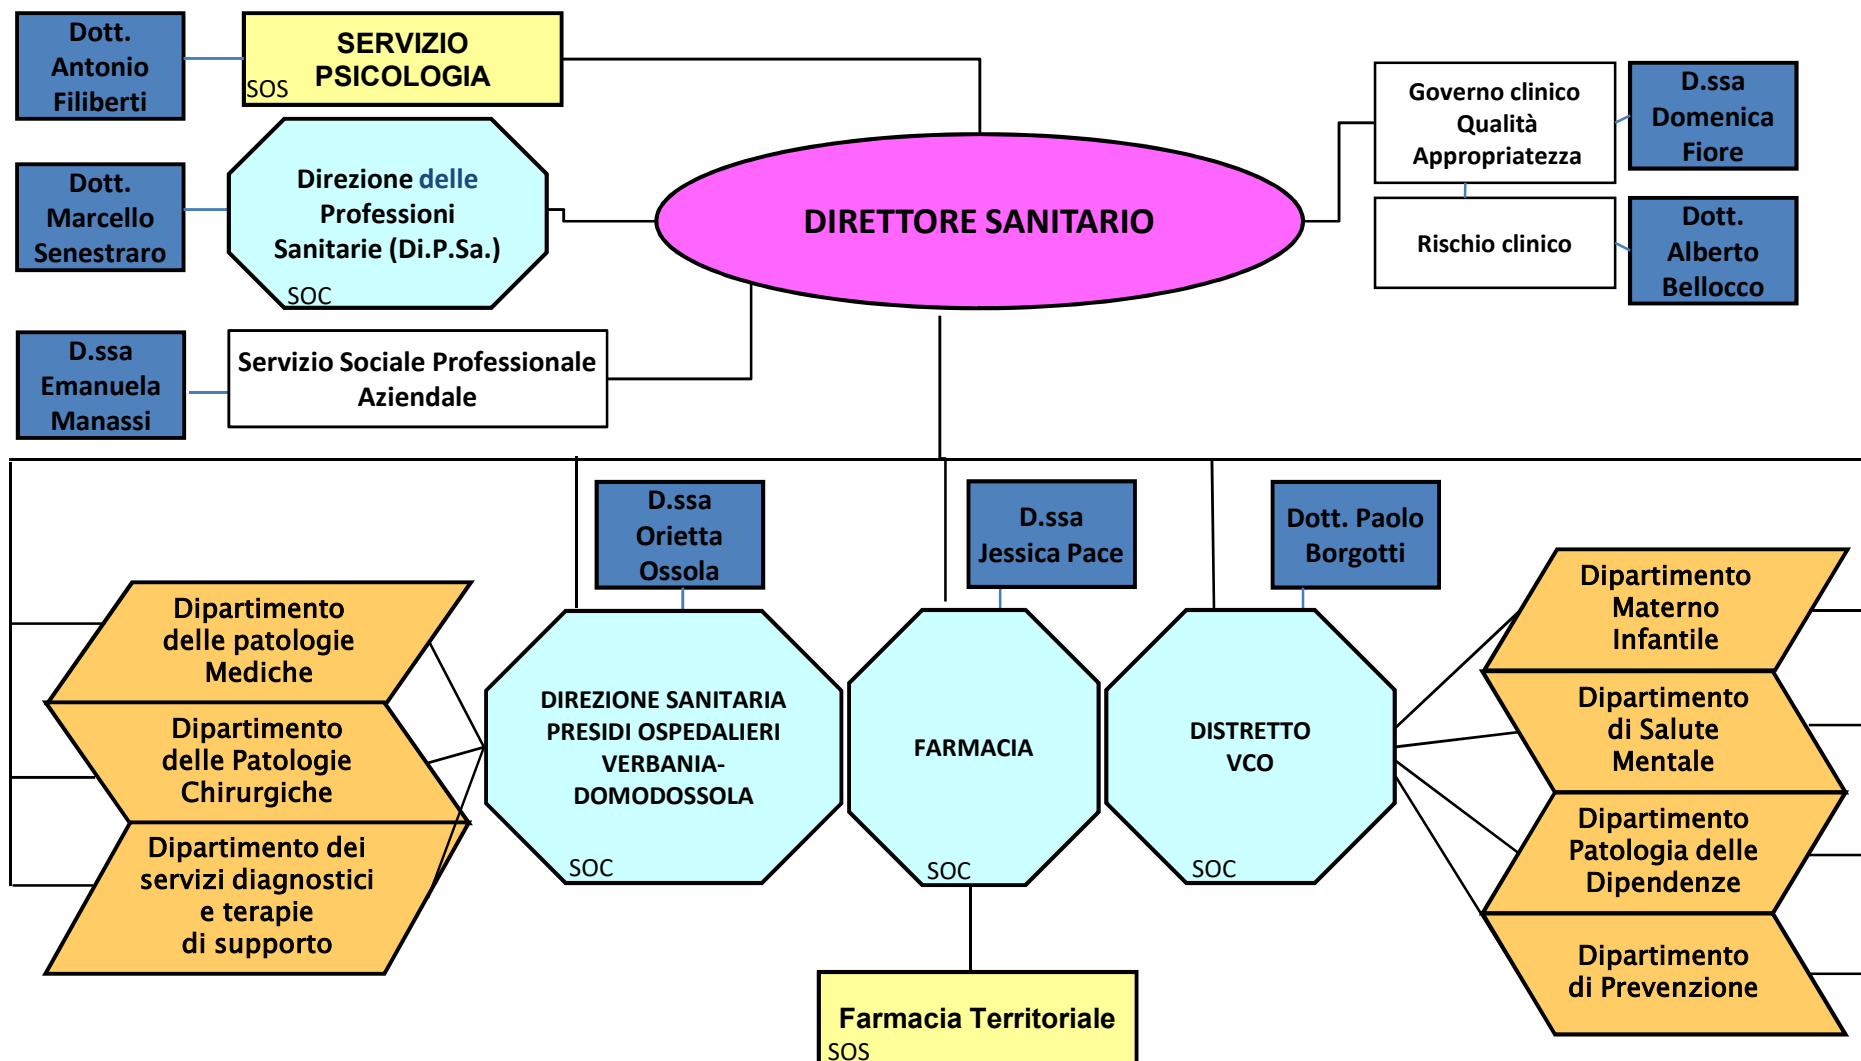 Dott.
Antonio
Filiberti
SERVIZIO
PSICOLOGIA
SOS
Dott.
Marcello
Senestraro
Direzione delle
Professioni
Sanitarie (Di.P.Sa.)
SOC
D.ssa
Emanuela
Manassi
Servizio Sociale Professionale
Aziendale
DIRETTORE SANITARIO
Governo clinico
Qualità
Appropriatezza
D.ssa
Domenica
Fiore
Rischio clinico
Dott.
Alberto
Bellocco
D.ssa
Orietta
Ossola
D.ssa
Jessica Pace
Dott. Paolo
Borgotti
Dipartimento
delle patologie
Mediche
Dipartimento
delle Patologie
Chirurgiche
Dipartimento dei
servizi diagnostici
e terapie
di supporto
DIREZIONE SANITARIA
PRESIDI OSPEDALIERI
VERBANIA-
DOMODOSSOLA
SOC
FARMACIA
SOC
DISTRETTO
VCO
SOC
Dipartimento
Materno
Infantile
Dipartimento
di Salute
Mentale
Dipartimento
Patologia delle
Dipendenze
Dipartimento
di Prevenzione
Farmacia Territoriale
SOS